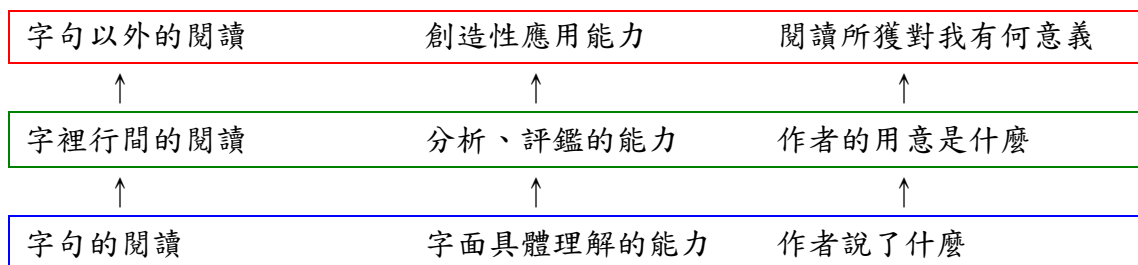 字句以外的閱讀 創造性應用能力 閱讀所獲對我有何意義
↑ ↑ ↑
字裡行間的閱讀 分析、評鑑的能力 作者的用意是什麼
↑ ↑ ↑
字句的閱讀 字面具體理解的能力 作者說了什麼